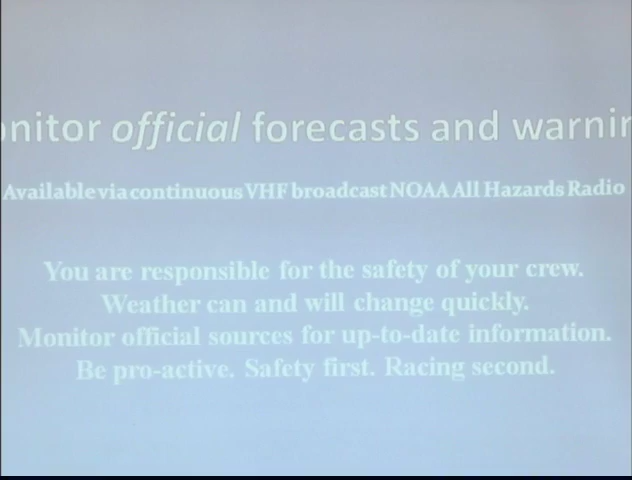 onitor official forecasts and warnin
Available via continuous VHF broadcast NOAA All Hazards Radio
You are responsible for the safety of your crew.
Weather can and will change quickly.
Monitor official sources for up-to-date information.
Be pro-active. Safety first. Racing second.